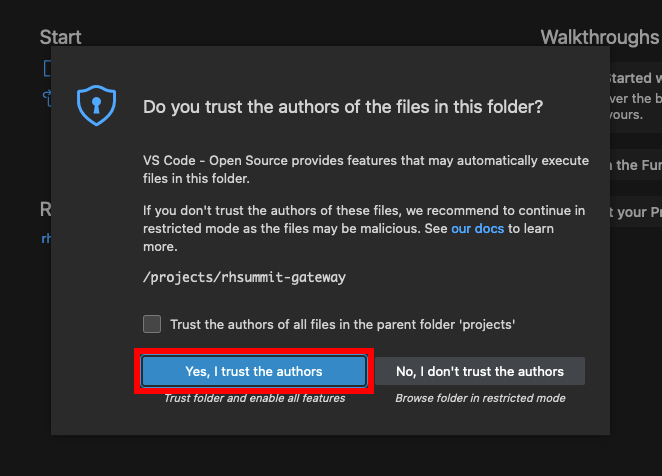 Start
Walkthroughs
Do you trust the authors of the files in this folder?
VS Code - Open Source provides features that may automatically execute
files in this folder.
If you don't trust the authors of these files, we recommend to continue in
restricted mode as the files may be malicious. See our docs to learn
more.
/projects/rhsummit-gateway
Trust the authors of all files in the parent folder 'projects'
Yes, I trust the authors
No, I don't trust the authors
Trust folder and enable all features
Browse folder in restricted mode
R
rh
Started w
ver the b
yours.
n the Fur
t your Pr